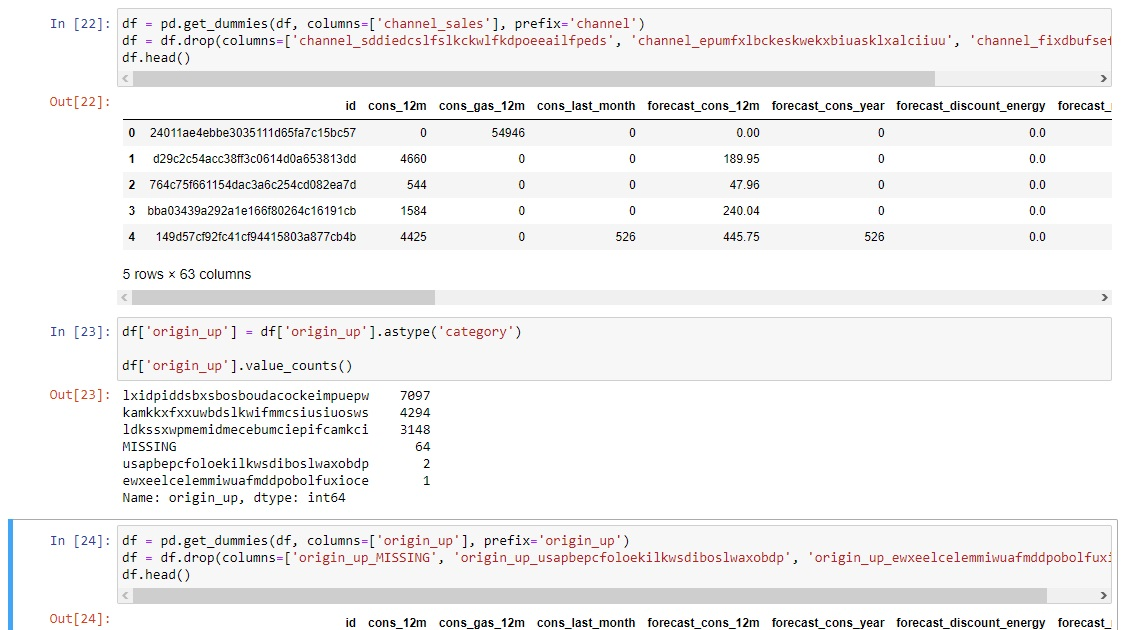 In [22]: df = pd.get_dummies(df, columns=['channel_sales'], prefix='channel')
df = df.drop(columns=['channel_sddiedcslfslkckwlfkdpoeeailfpeds', 'channel_epumfxlbckeskwekxbiuasklxalciiuu', 'channel_fixdbufsef
df.head()
Out[22]: id cons_12m cons_gas_12m cons_last_month forecast_cons_12m forecast_cons_year forecast_discount_energy forecast_
0 24011ae4ebbe3035111d65fa7c15bc57 0 54946 0 0.00 0 0.0
1 d29c2c54acc38ff3c0614d0a653813dd 4660 0 0 189.95 0 0.0
2 764c75f661154dac3a6c254cd082ea7d 544 0 0 47.96 0 0.0
3 bba03439a292a1e166f80264c16191cb 1584 0 0 240.04 0 0.0
4 149d57cf92fc41cf94415803a877cb4b 4425 0 526 445.75 526 0.0
5 rows × 63 columns
In [23]: df['origin_up'] = df['origin_up'].astype('category')
df['origin_up'].value_counts()
Out[23]: lxidpiddsbxsbosboudacockeimpuepw 7097
kamkkxfxxuwbdslkwifmmcsiusiuosws 4294
ldkssxwpmemidmecebumciepifcamkci 3148
MISSING 64
usapbepcfoloekilkwsdiboslwaxobdp 2
ewxeelcelemmiwuafmddpobolfuxioce 1
Name: origin_up, dtype: int64
In [24]: df = pd.get_dummies(df, columns=['origin_up'], prefix='origin_up')
df = df.drop(columns=['origin_up_MISSING', 'origin_up_usapbepcfoloekilkwsdiboslwaxobdp', 'origin_up_ewxeelcelemmiwuafmddpobolfuxi
df.head()
Out[24]: id cons_12m cons_gas_12m cons_last_month forecast_cons_12m forecast_cons_year forecast_discount_energy forecast_